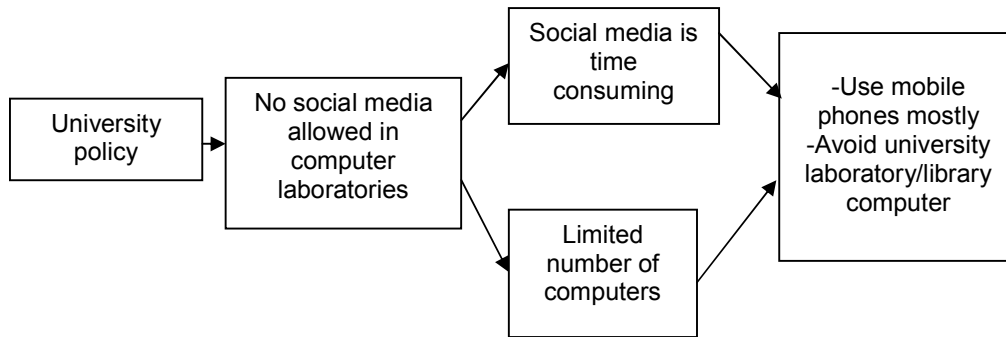 University
policy
No social media
allowed in
computer
laboratories
Social media is
time
consuming
Limited
number of
computers
-Use mobile
phones mostly
-Avoid university
laboratory/library
computer